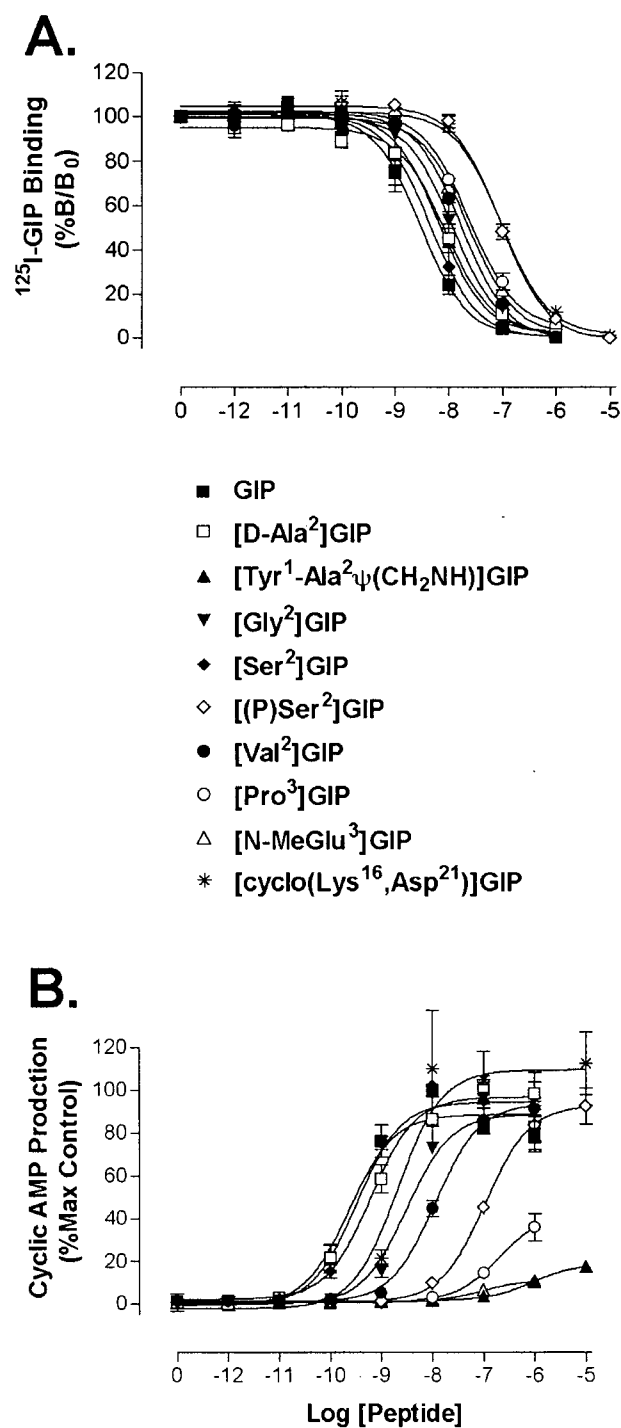 A.
120
100
80
60
40
20
0
¹²⁵I-GIP Binding
(%B/B₀)
0 -12 -11 -10 -9 -8 -7 -6 -5
GIP
[D-Ala²]GIP
[Tyr¹-Ala²ψ(CH₂NH)]GIP
[Gly²]GIP
[Ser²]GIP
[(P)Ser²]GIP
[Val²]GIP
[Pro³]GIP
[N-MeGlu³]GIP
[cyclo(Lys¹⁶,Asp²¹)]GIP
B.
120
100
80
60
40
20
0
Cyclic AMP Prodction
(%Max Control)
0 -12 -11 -10 -9 -8 -7 -6 -5
Log [Peptide]